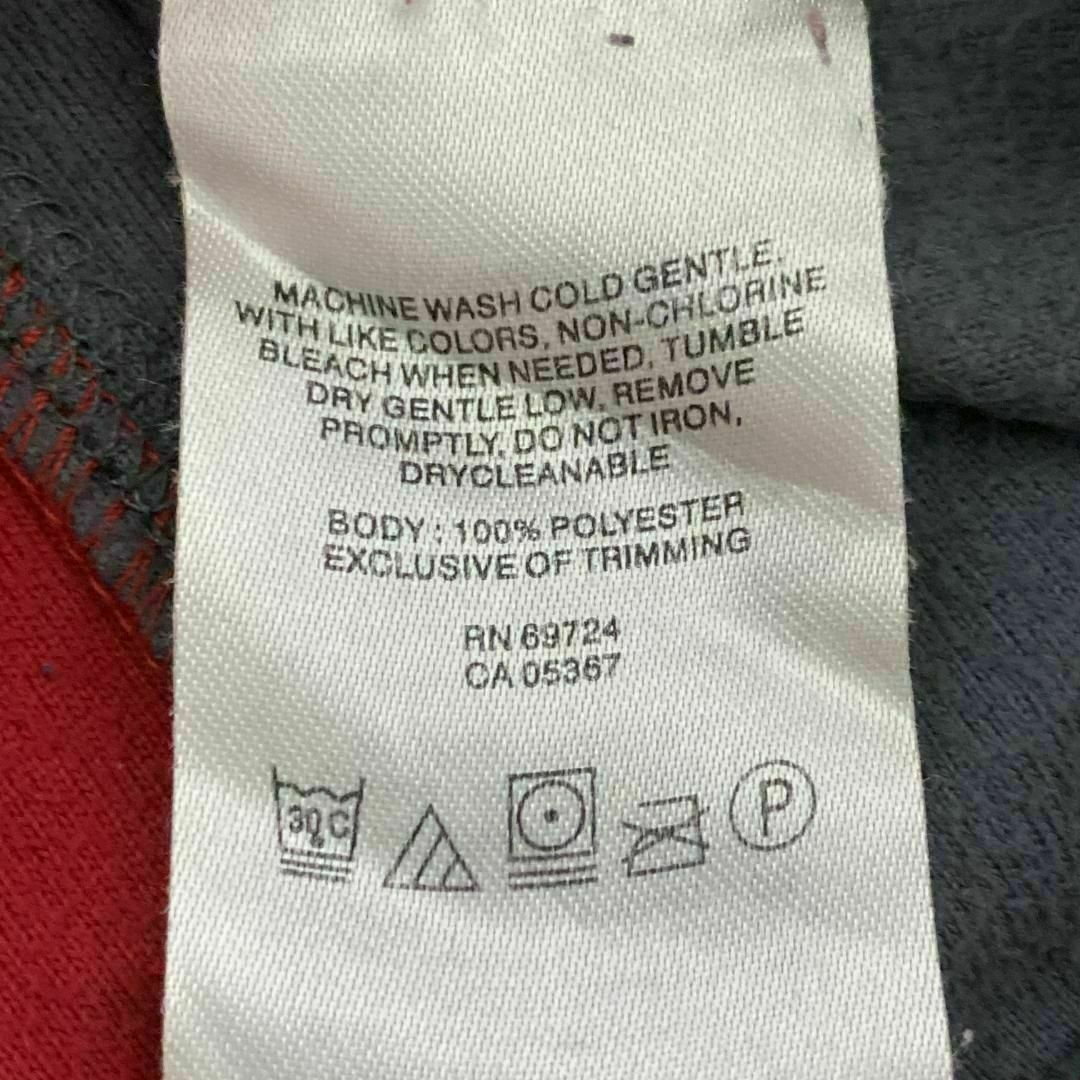 MACHINE WASH COLD GENTLE,
WITH LIKE COLORS, NON-CHLORINE
BLEACH WHEN NEEDED, TUMBLE
DRY GENTLE LOW, REMOVE
PROMPTLY, DO NOT IRON,
DRYCLEANABLE
BODY : 100% POLYESTER
EXCLUSIVE OF TRIMMING
RN 69724
CA 05367
30°C
P